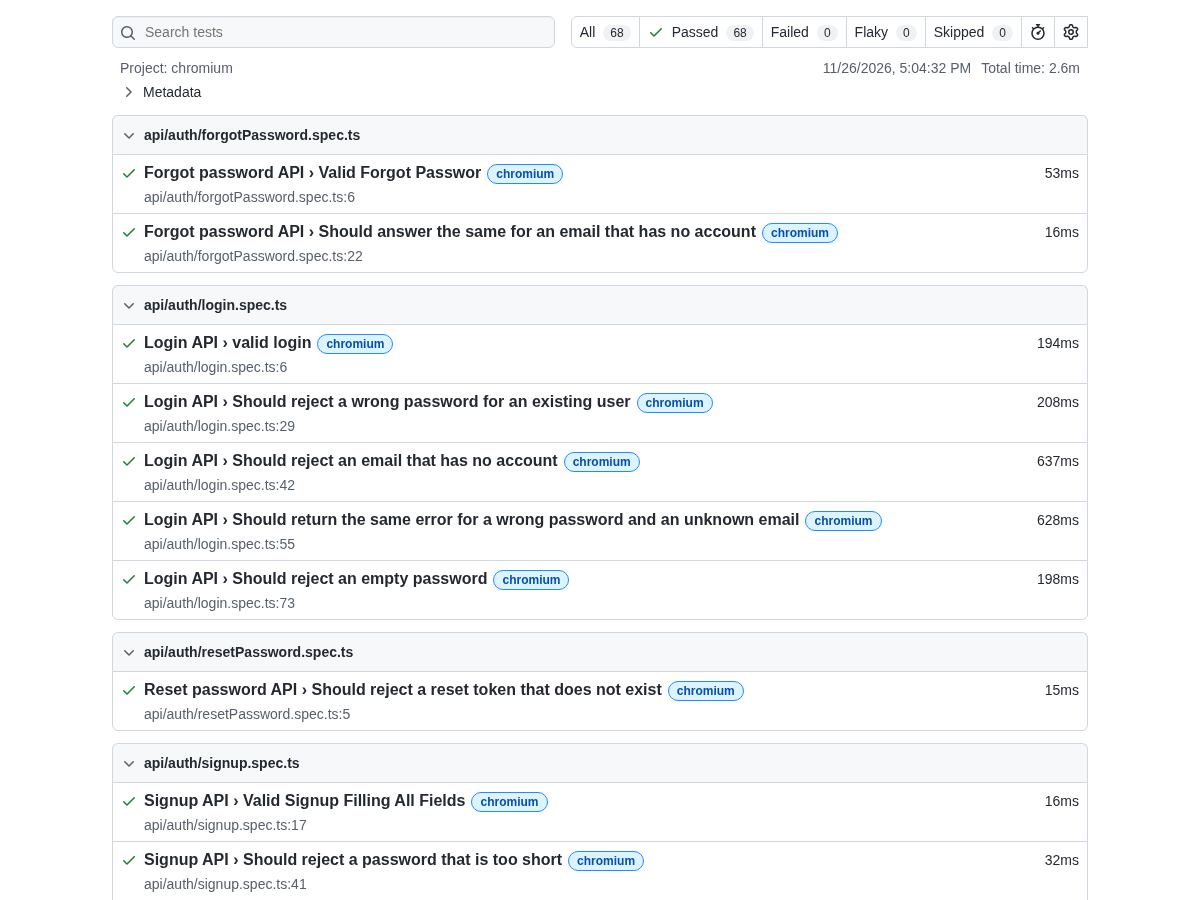 Search tests
All 68 Passed 68 Failed 0 Flaky 0 Skipped 0
Project: chromium 11/26/2026, 5:04:32 PM Total time: 2.6m
Metadata
api/auth/forgotPassword.spec.ts
Forgot password API › Valid Forgot Passwor chromium 53ms
api/auth/forgotPassword.spec.ts:6
Forgot password API › Should answer the same for an email that has no account chromium 16ms
api/auth/forgotPassword.spec.ts:22
api/auth/login.spec.ts
Login API › valid login chromium 194ms
api/auth/login.spec.ts:6
Login API › Should reject a wrong password for an existing user chromium 208ms
api/auth/login.spec.ts:29
Login API › Should reject an email that has no account chromium 637ms
api/auth/login.spec.ts:42
Login API › Should return the same error for a wrong password and an unknown email chromium 628ms
api/auth/login.spec.ts:55
Login API › Should reject an empty password chromium 198ms
api/auth/login.spec.ts:73
api/auth/resetPassword.spec.ts
Reset password API › Should reject a reset token that does not exist chromium 15ms
api/auth/resetPassword.spec.ts:5
api/auth/signup.spec.ts
Signup API › Valid Signup Filling All Fields chromium 16ms
api/auth/signup.spec.ts:17
Signup API › Should reject a password that is too short chromium 32ms
api/auth/signup.spec.ts:41